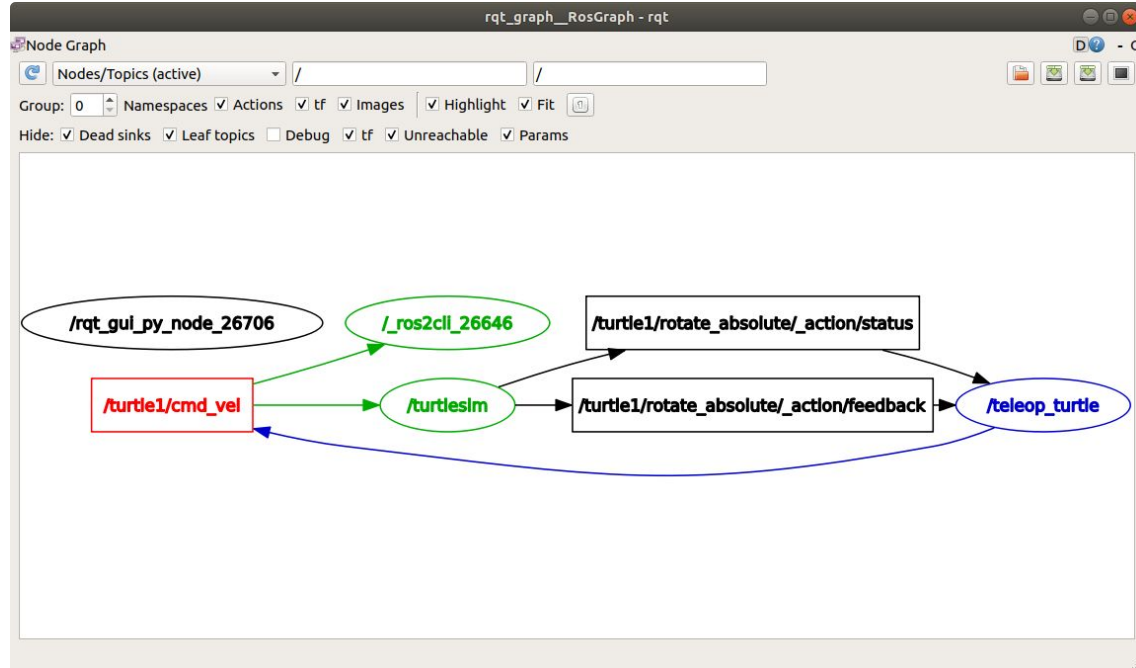 rqt_graph__RosGraph - rqt
Node Graph
D - C
Nodes/Topics (active) / /
Group: 0 Namespaces Actions tf Images Highlight Fit
Hide: Dead sinks Leaf topics Debug tf Unreachable Params
/rqt_gui_py_node_26706 /_ros2cli_26646 /turtle1/rotate_absolute/_action/status
/turtle1/cmd_vel /turtlesim /turtle1/rotate_absolute/_action/feedback /teleop_turtle